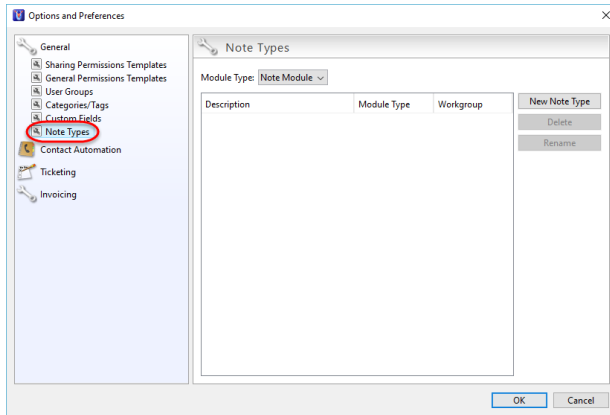 Options and Preferences
General
Sharing Permissions Templates
General Permissions Templates
User Groups
Categories/Tags
Custom Fields
Note Types
Contact Automation
Ticketing
Invoicing
Note Types
Module Type: Note Module
Description Module Type Workgroup
New Note Type
Delete
Rename
OK Cancel